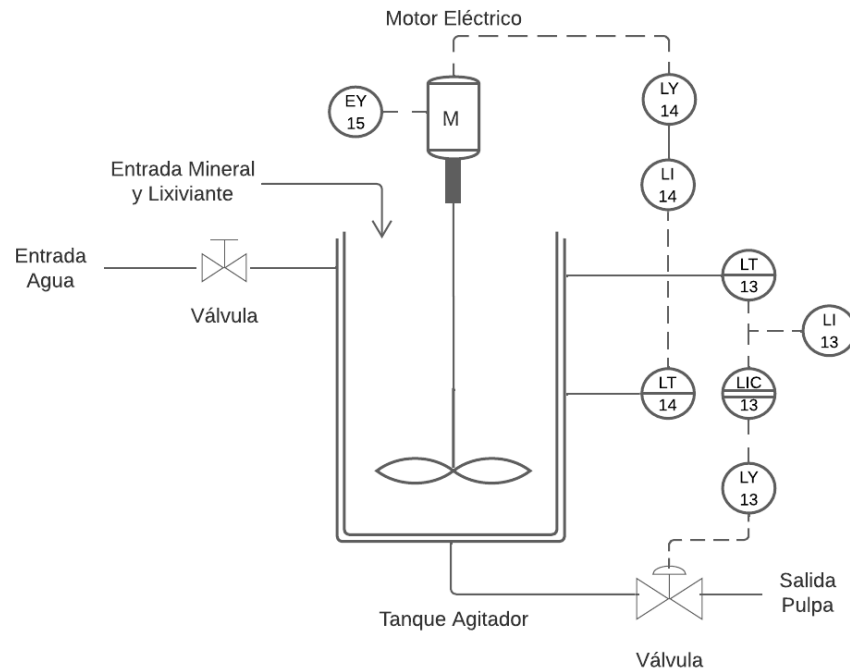 Motor Eléctrico
EY
15
M
LY
14
LI
14
Entrada Mineral
y Lixiviante
Entrada
Agua
Válvula
LT
13
LI
13
LT
14
LIC
13
LY
13
Tanque Agitador
Salida
Pulpa
Válvula